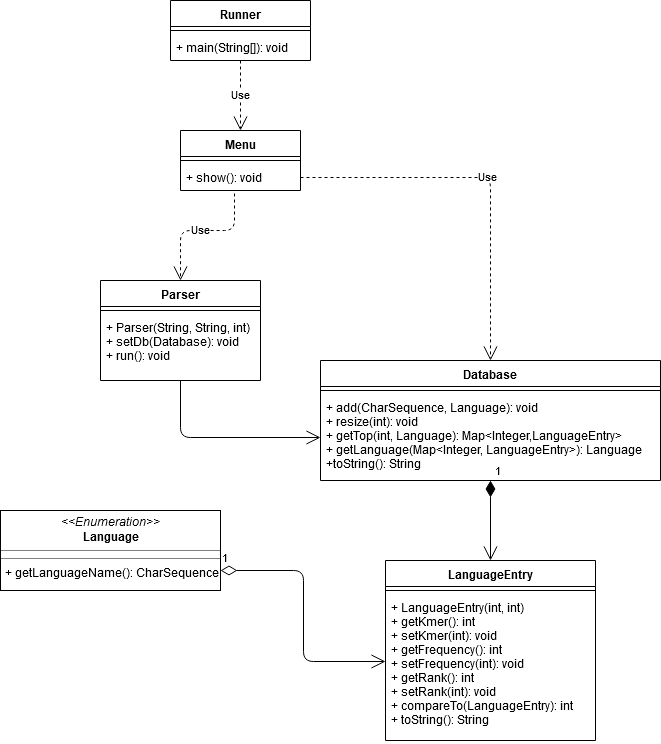 Runner
+ main(String[]): void
Use
Menu
+ show(): void
Use
Use
Parser
+ Parser(String, String, int)
+ setDb(Database): void
+ run(): void
Database
+ add(CharSequence, Language): void
+ resize(int): void
+ getTop(int, Language): Map<Integer,LanguageEntry>
+ getLanguage(Map<Integer, LanguageEntry>): Language
+toString(): String
1
<<Enumeration>>
Language
+ getLanguageName(): CharSequence
1
LanguageEntry
+ LanguageEntry(int, int)
+ getKmer(): int
+ setKmer(int): void
+ getFrequency(): int
+ setFrequency(int): void
+ getRank(): int
+ setRank(int): void
+ compareTo(LanguageEntry): int
+ toString(): String